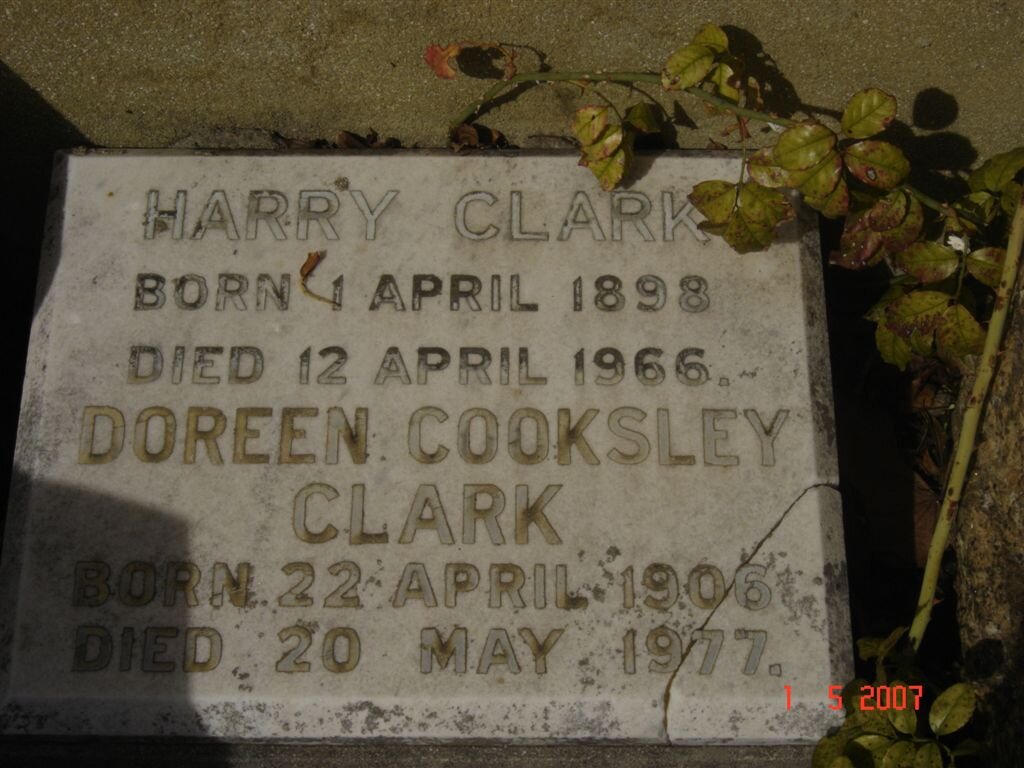 HARRY CLARK
BORN 1 APRIL 1898
DIED 12 APRIL 1966.
DOREEN COOKSLEY
CLARK
BORN 22 APRIL 1906
DIED 20 MAY 1977.
1 5 2007